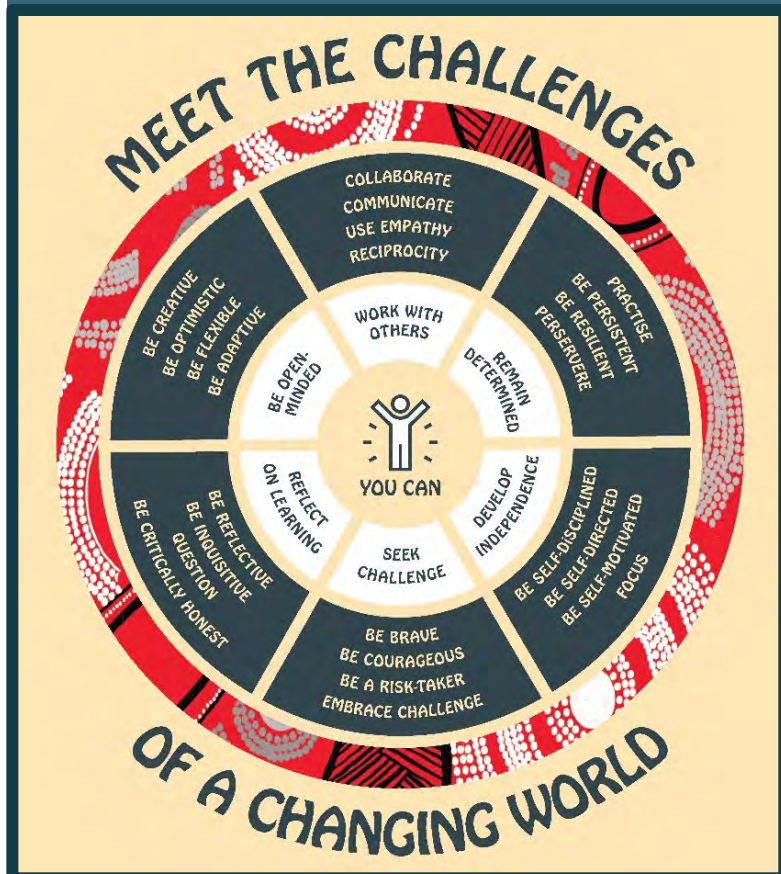 MEET THE CHALLENGES
COLLABORATE
COMMUNICATE
USE EMPATHY
RECIPROCITY
WORK WITH
OTHERS
PRACTISE
BE PERSISTENT
BE RESILIENT
PERSERVERE
REMAIN
DETERMINED
BE SELF-DISCIPLINED
BE SELF-DIRECTED
BE SELF-MOTIVATED
FOCUS
DEVELOP
INDEPENDENCE
SEEK
CHALLENGE
BE BRAVE
BE COURAGEOUS
BE A RISK-TAKER
EMBRACE CHALLENGE
REFLECT
ON LEARNING
BE REFLECTIVE
BE INQUISITIVE
QUESTION
BE CRITICALLY HONEST
BE CREATIVE
BE OPTIMISTIC
BE FLEXIBLE
BE ADAPTIVE
BE OPEN-
MINDED
YOU CAN
OF A CHANGING WORLD